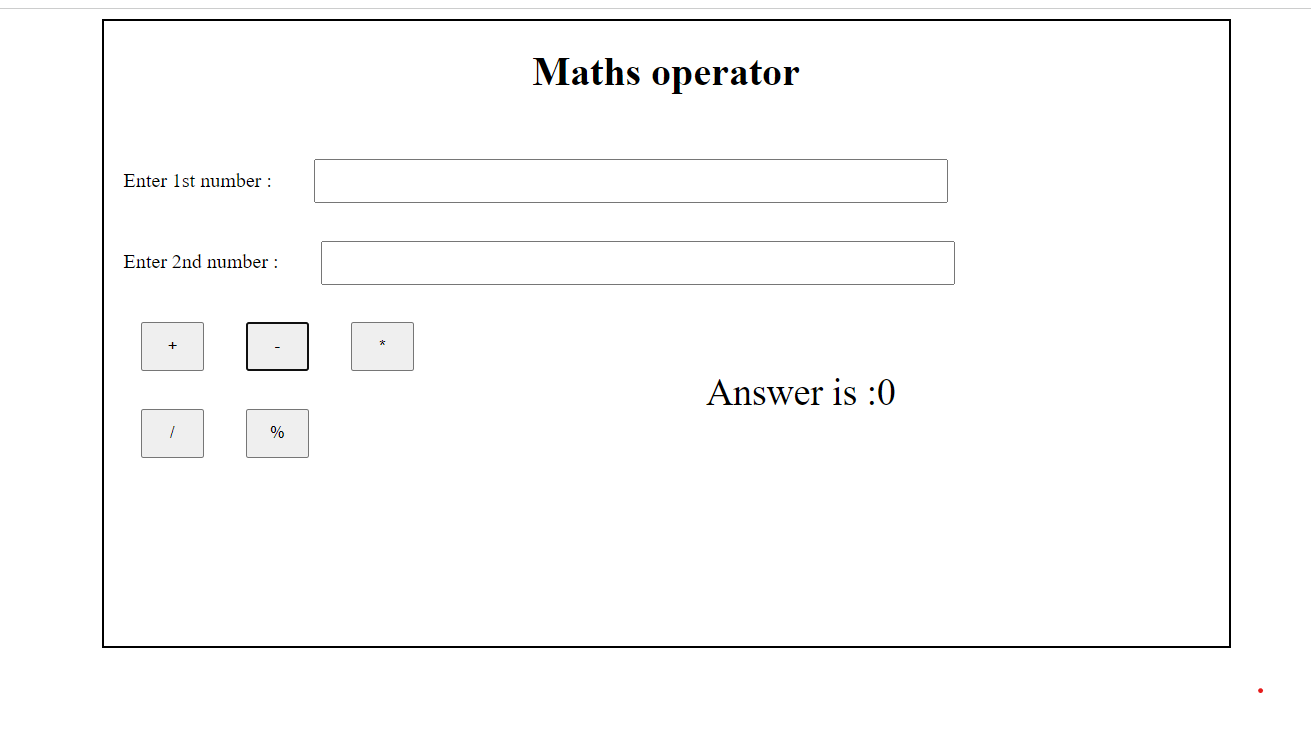 Maths operator
Enter 1st number :
Enter 2nd number :
+ - *
Answer is :0
/ %